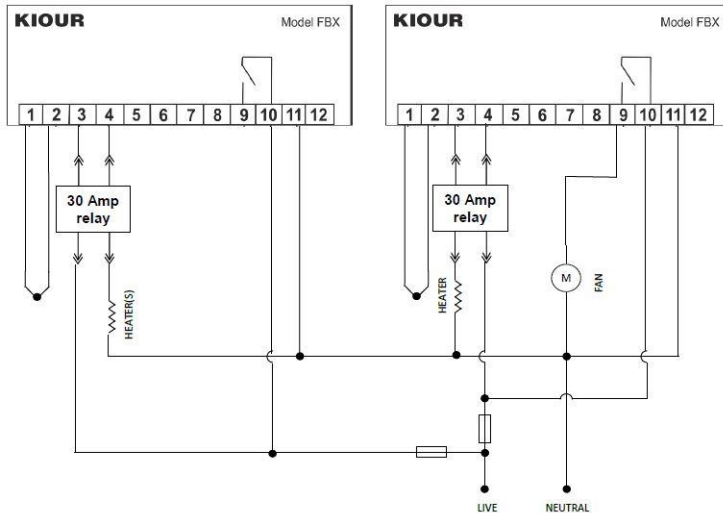 KIOUR Model FBX
1 2 3 4 5 6 7 8 9 10 11 12
30 Amp
relay
HEATER(S)
KIOUR Model FBX
1 2 3 4 5 6 7 8 9 10 11 12
30 Amp
relay
HEATER
M
FAN
LIVE
NEUTRAL